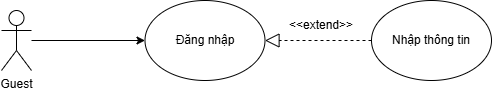 Đăng nhập
<<extend>>
Nhập thông tin
Guest